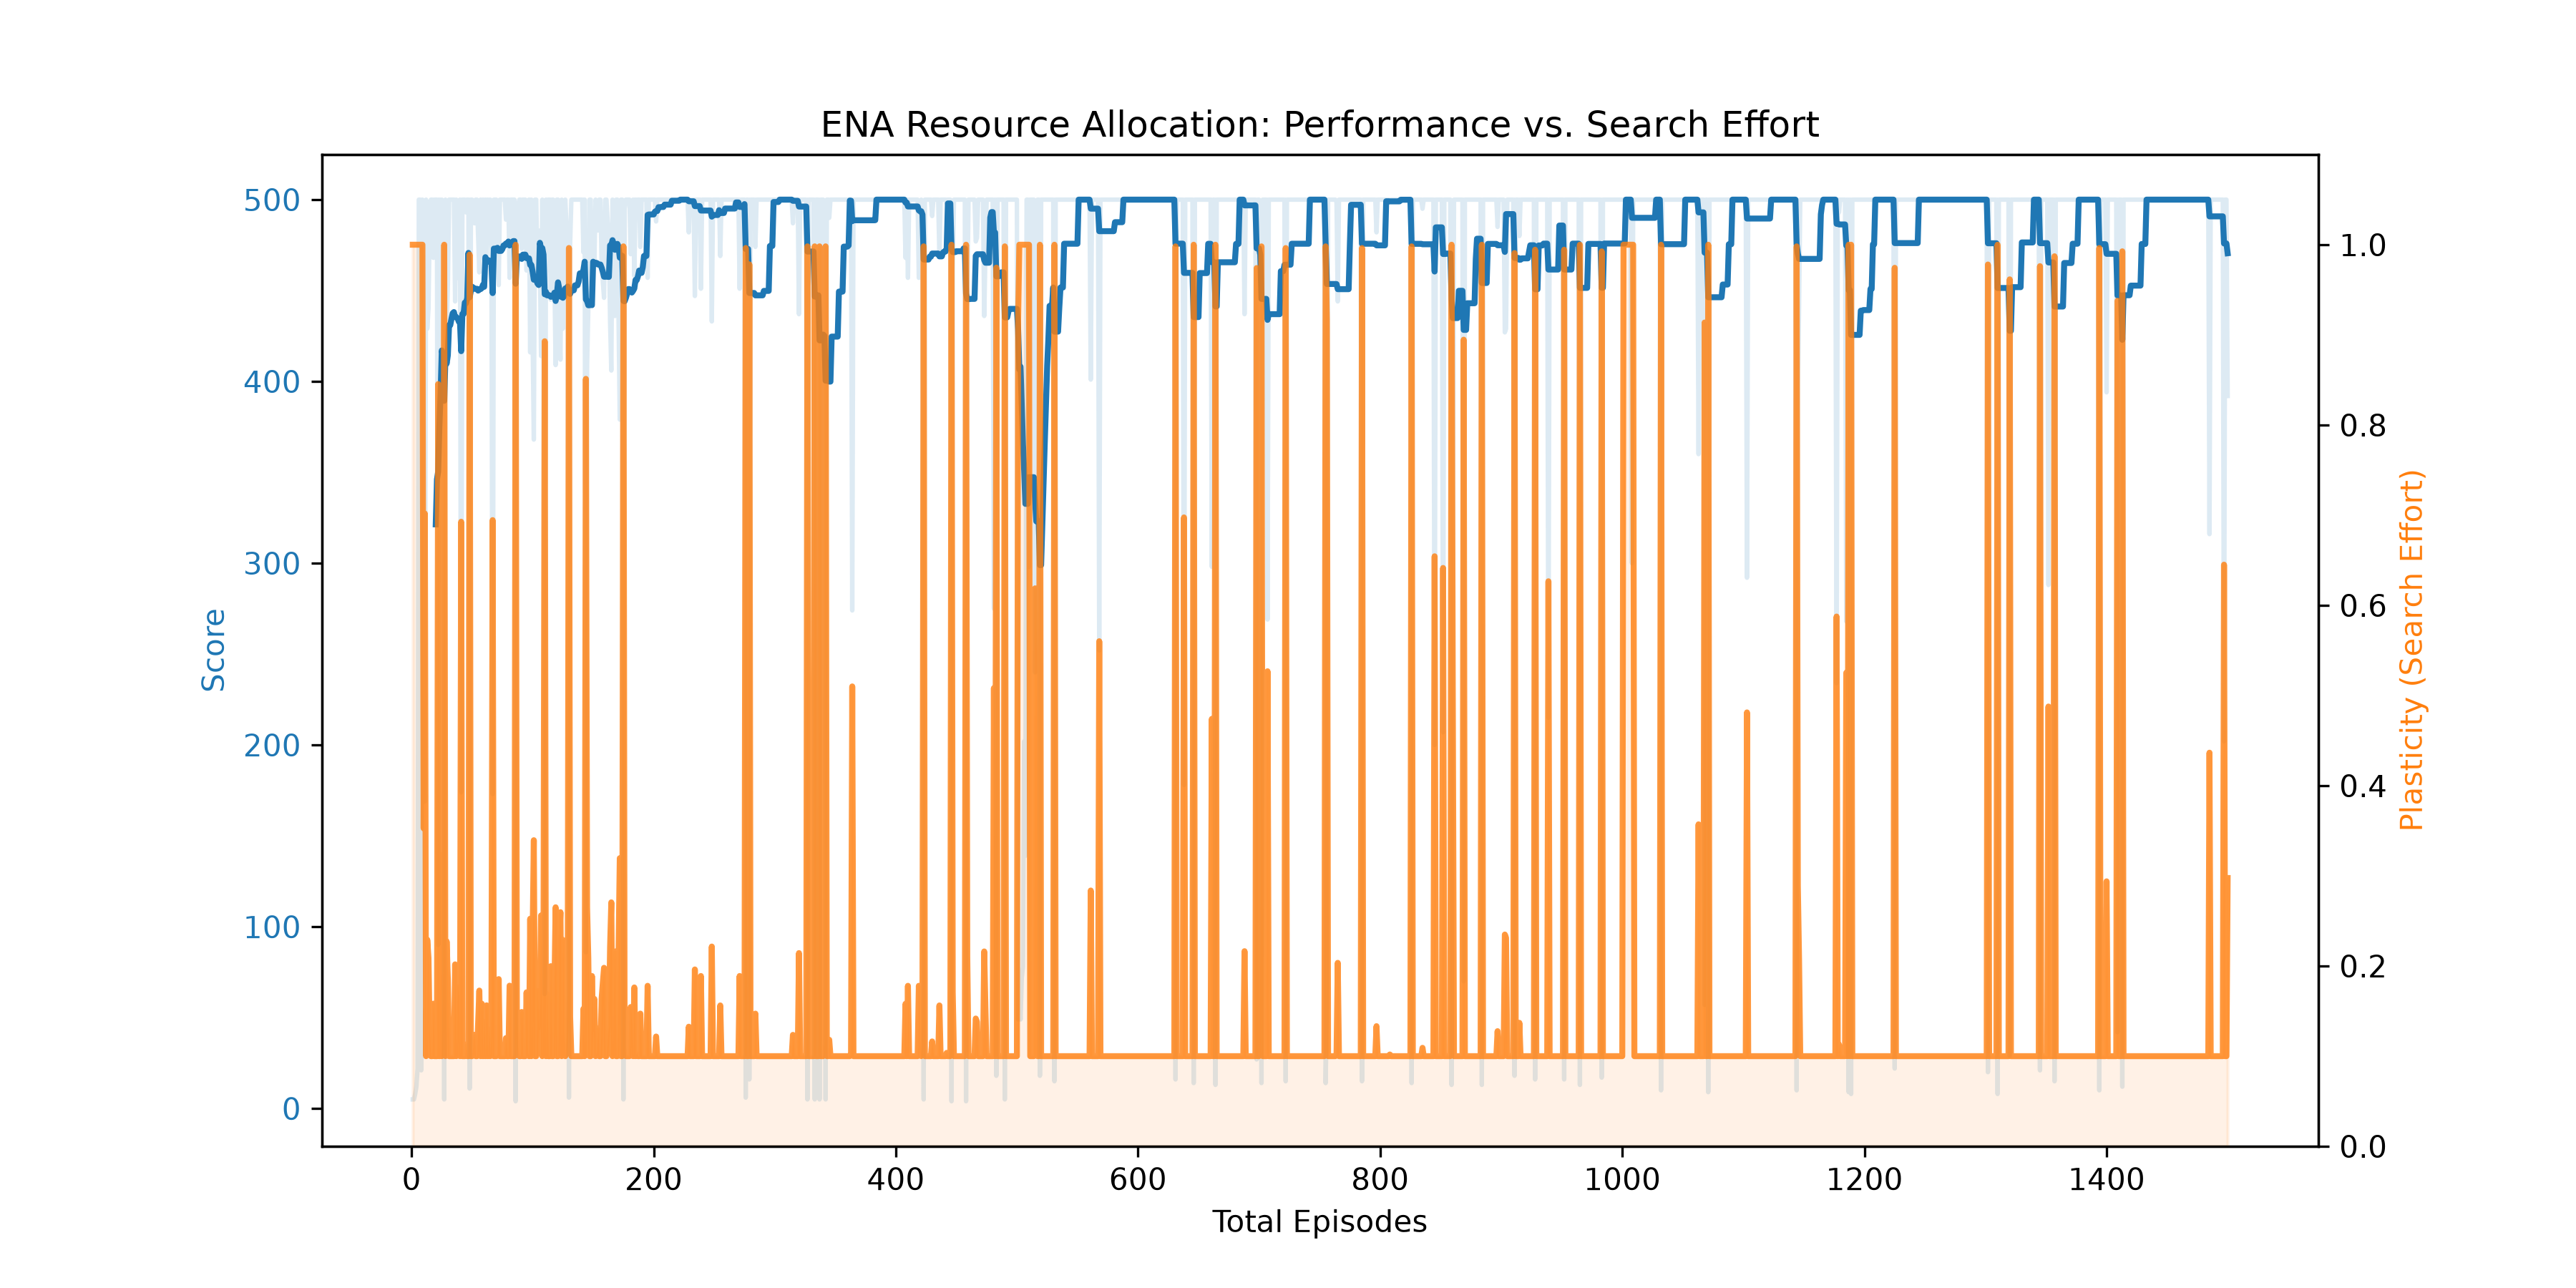 ENA Resource Allocation: Performance vs. Search Effort
500
400
300
200
100
0
Score
1.0
0.8
0.6
0.4
0.2
0.0
Plasticity (Search Effort)
0 200 400 600 800 1000 1200 1400
Total Episodes